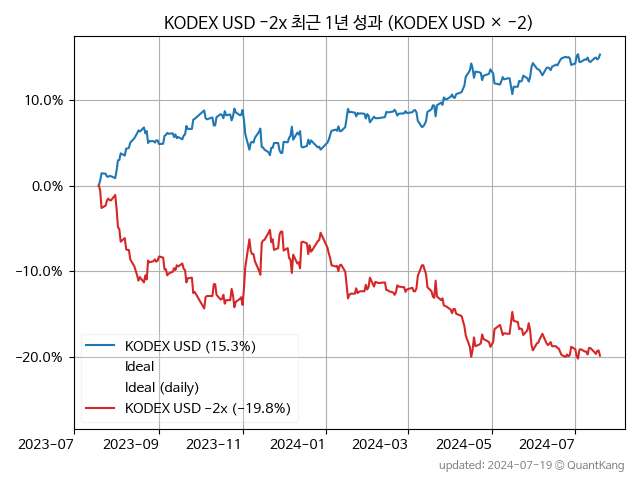 KODEX USD -2x 최근 1년 성과 (KODEX USD × -2)
10.0%
0.0%
-10.0%
-20.0%
KODEX USD (15.3%)
Ideal
Ideal (daily)
KODEX USD -2x (-19.8%)
2023-07 2023-09 2023-11 2024-01 2024-03 2024-05 2024-07
updated: 2024-07-19 © QuantKang